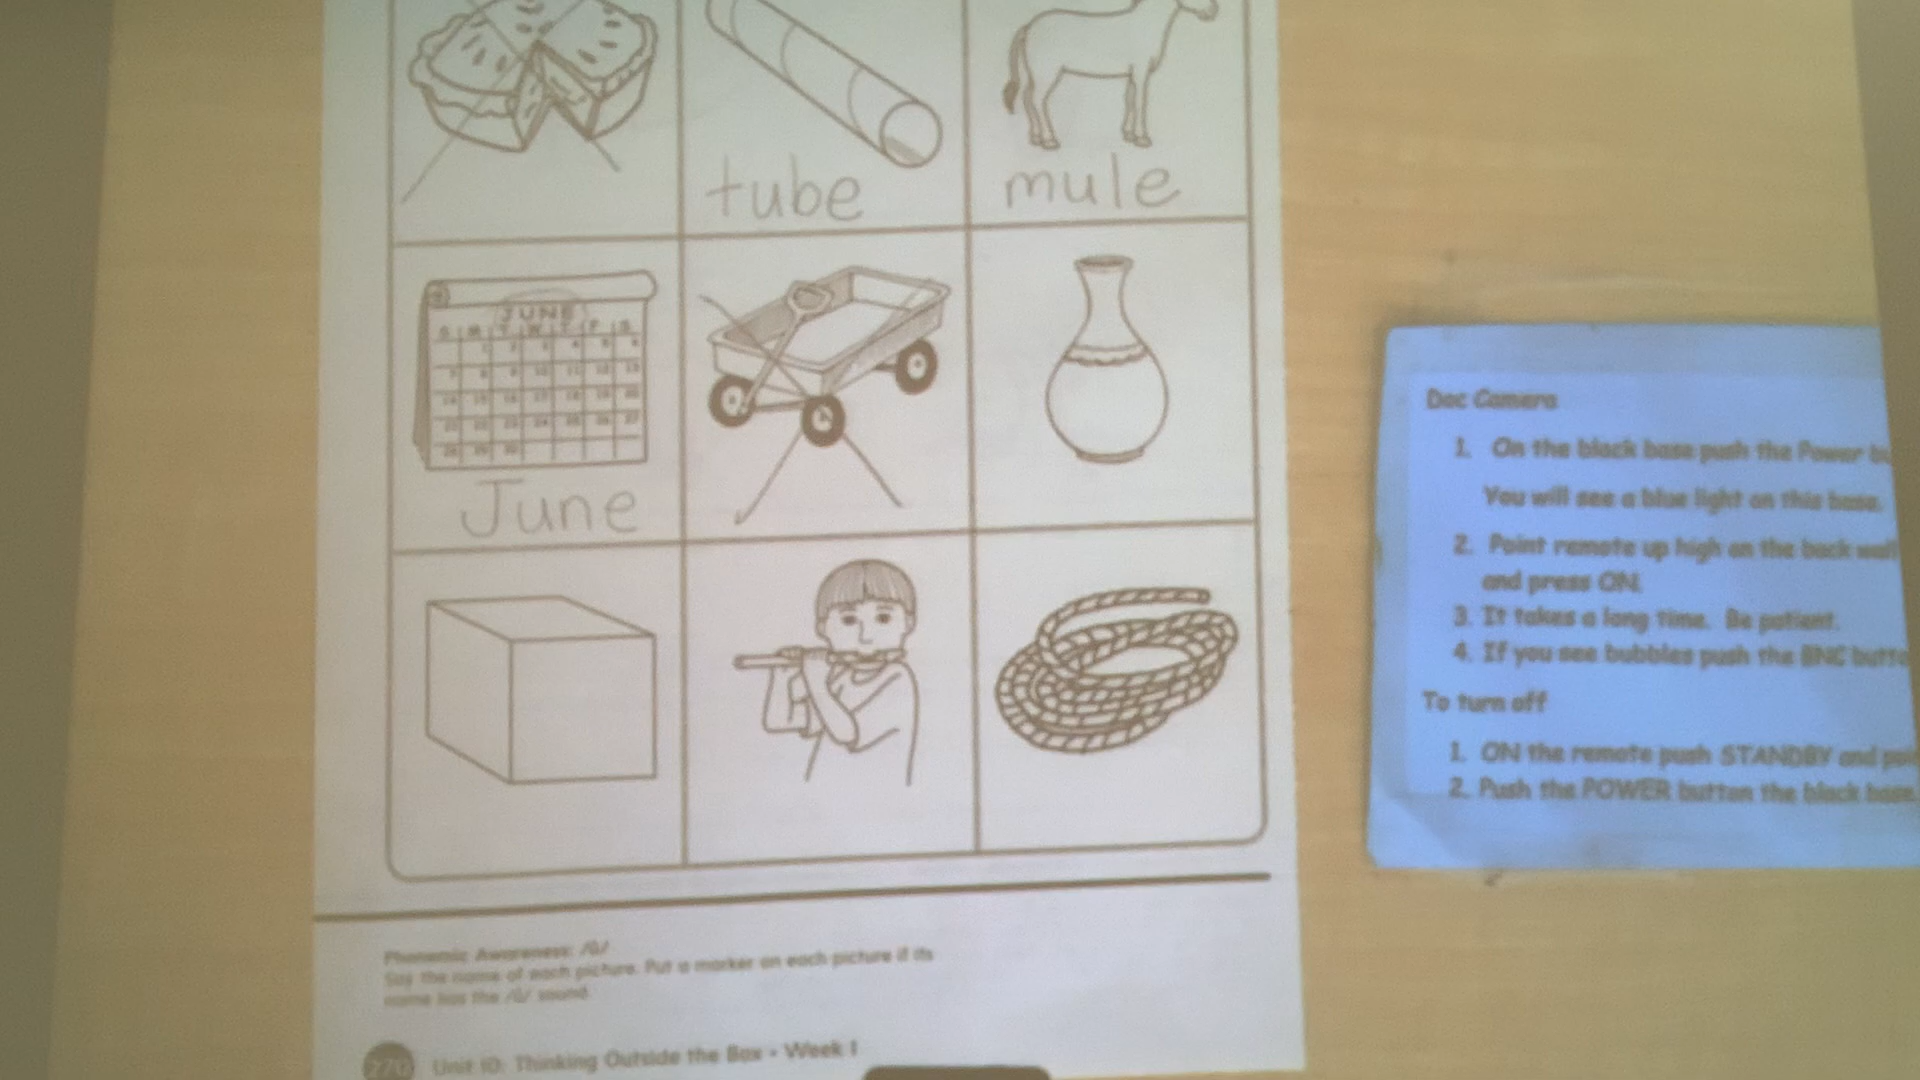 tube
mule
JUNE
S M T W T F S
June
Phonemic Awareness: /ū/
Say the name of each picture. Put a marker on each picture if its
name has the /ū/ sound.
270 Unit 10: Thinking Outside the Box • Week 1
Doc Camera
1. On the black base push the Power
You will see a blue light on this base.
2. Point remote up high on the back wall
and press ON.
3. It takes a long time. Be patient.
4. If you see bubbles push the BNC
To turn off
1. ON the remote push STANDBY and
2. Push the POWER button the black base.